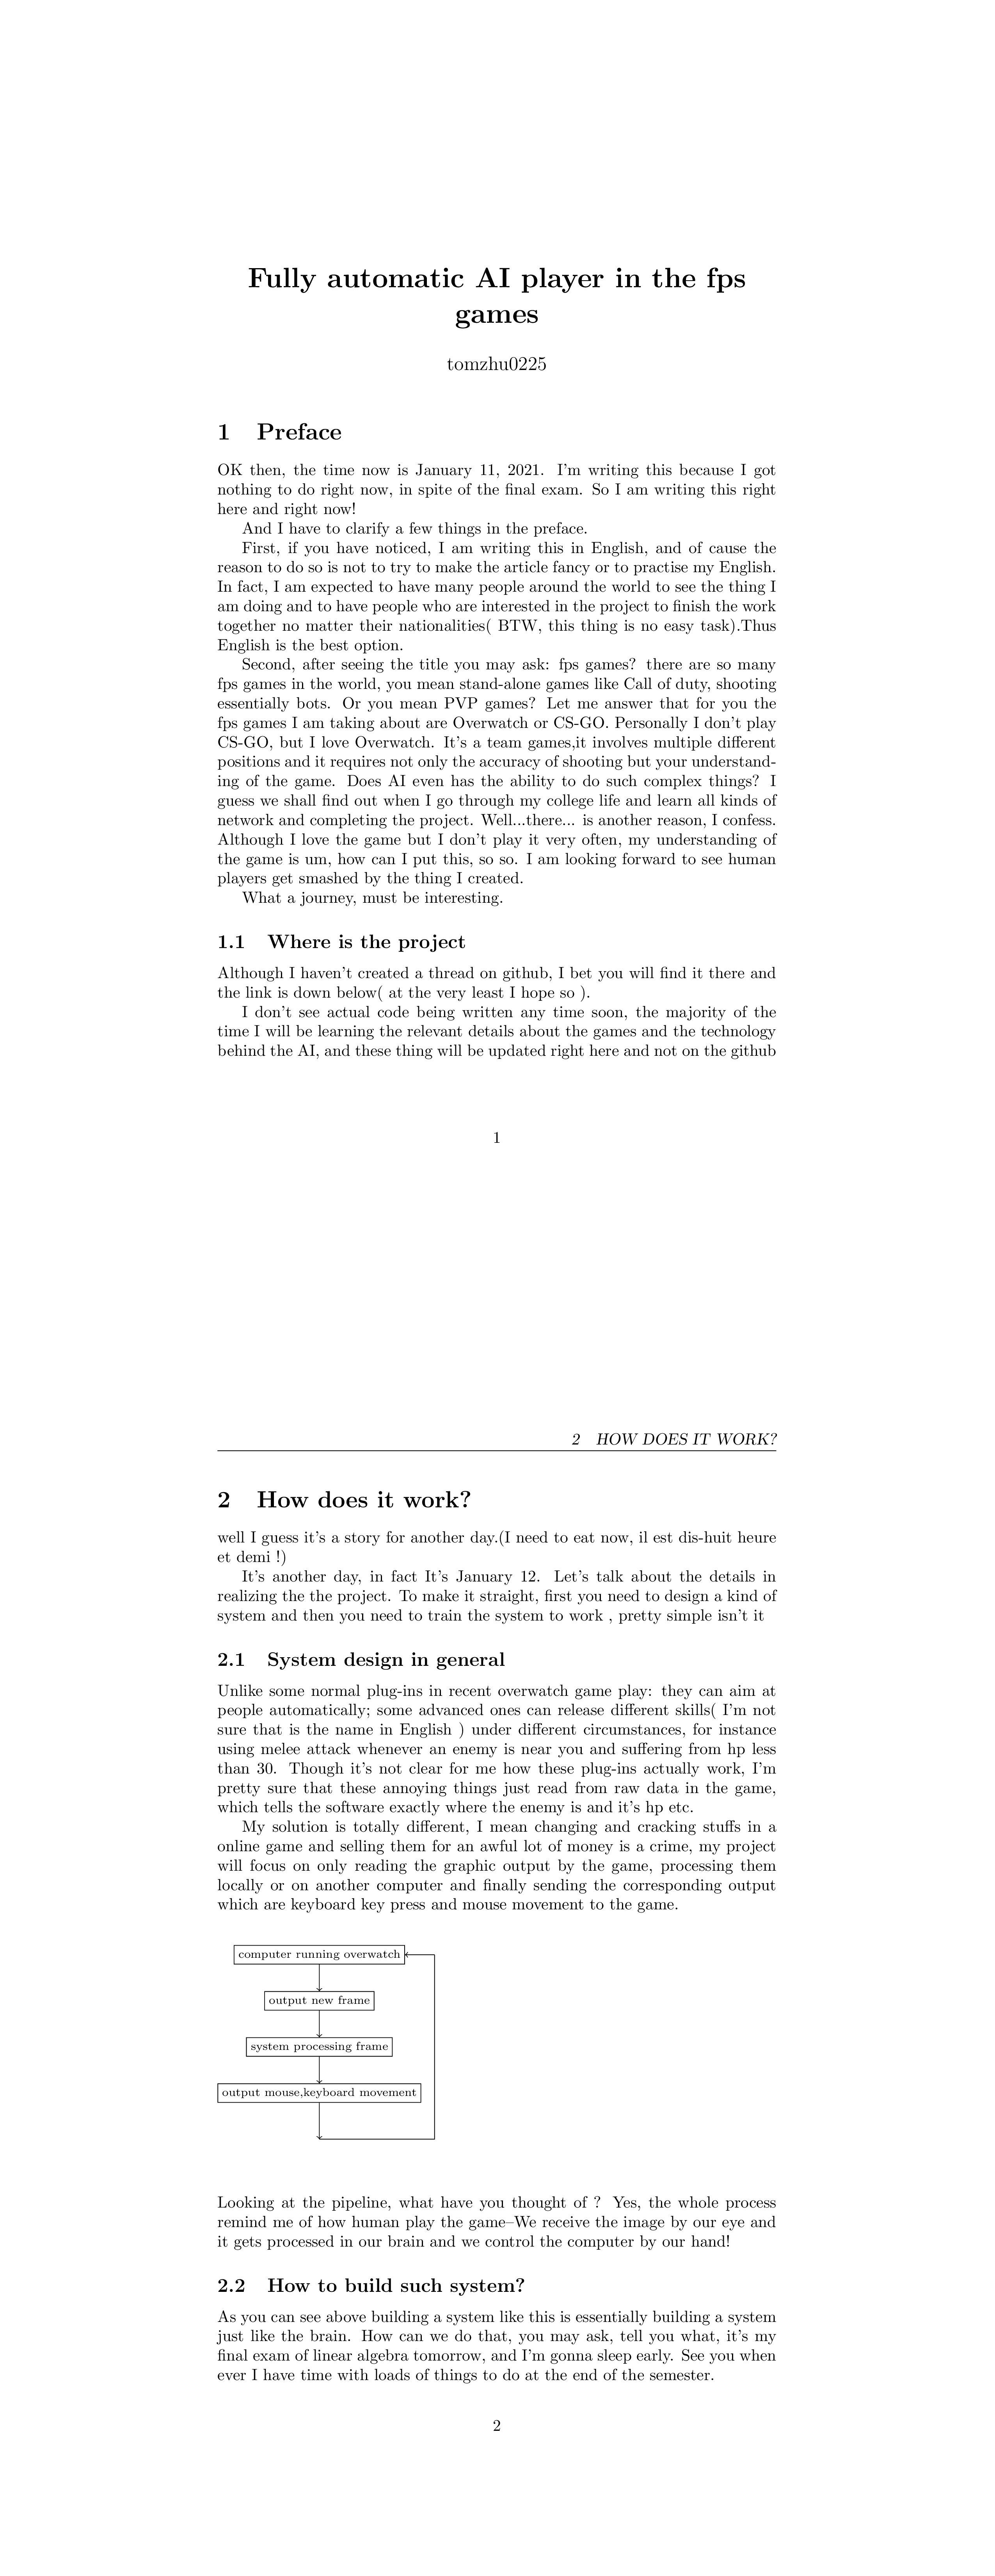 Fully automatic AI player in the fps
games
tomzhu0225
1 Preface
OK then, the time now is January 11, 2021. I'm writing this because I got
nothing to do right now, in spite of the final exam. So I am writing this right
here and right now!
And I have to clarify a few things in the preface.
First, if you have noticed, I am writing this in English, and of cause the
reason to do so is not to try to make the article fancy or to practise my English.
In fact, I am expected to have many people around the world to see the thing I
am doing and to have people who are interested in the project to finish the work
together no matter their nationalities( BTW, this thing is no easy task).Thus
English is the best option.
Second, after seeing the title you may ask: fps games? there are so many
fps games in the world, you mean stand-alone games like Call of duty, shooting
essentially bots. Or you mean PVP games? Let me answer that for you the
fps games I am taking about are Overwatch or CS-GO. Personally I don't play
CS-GO, but I love Overwatch. It's a team games,it involves multiple different
positions and it requires not only the accuracy of shooting but your understand-
ing of the game. Does AI even has the ability to do such complex things? I
guess we shall find out when I go through my college life and learn all kinds of
network and completing the project. Well...there... is another reason, I confess.
Although I love the game but I don't play it very often, my understanding of
the game is um, how can I put this, so so. I am looking forward to see human
players get smashed by the thing I created.
What a journey, must be interesting.
1.1 Where is the project
Although I haven't created a thread on github, I bet you will find it there and
the link is down below( at the very least I hope so ).
I don't see actual code being written any time soon, the majority of the
time I will be learning the relevant details about the games and the technology
behind the AI, and these thing will be updated right here and not on the github
1
2 HOW DOES IT WORK?
2 How does it work?
well I guess it's a story for another day.(I need to eat now, il est dis-huit heure
et demi !)
It's another day, in fact It's January 12. Let's talk about the details in
realizing the the project. To make it straight, first you need to design a kind of
system and then you need to train the system to work , pretty simple isn't it
2.1 System design in general
Unlike some normal plug-ins in recent overwatch game play: they can aim at
people automatically; some advanced ones can release different skills( I'm not
sure that is the name in English ) under different circumstances, for instance
using melee attack whenever an enemy is near you and suffering from hp less
than 30. Though it's not clear for me how these plug-ins actually work, I'm
pretty sure that these annoying things just read from raw data in the game,
which tells the software exactly where the enemy is and it's hp etc.
My solution is totally different, I mean changing and cracking stuffs in a
online game and selling them for an awful lot of money is a crime, my project
will focus on only reading the graphic output by the game, processing them
locally or on another computer and finally sending the corresponding output
which are keyboard key press and mouse movement to the game.
computer running overwatch
output new frame
system processing frame
output mouse,keyboard movement
Looking at the pipeline, what have you thought of ? Yes, the whole process
remind me of how human play the game–We receive the image by our eye and
it gets processed in our brain and we control the computer by our hand!
2.2 How to build such system?
As you can see above building a system like this is essentially building a system
just like the brain. How can we do that, you may ask, tell you what, it's my
final exam of linear algebra tomorrow, and I'm gonna sleep early. See you when
ever I have time with loads of things to do at the end of the semester.
2